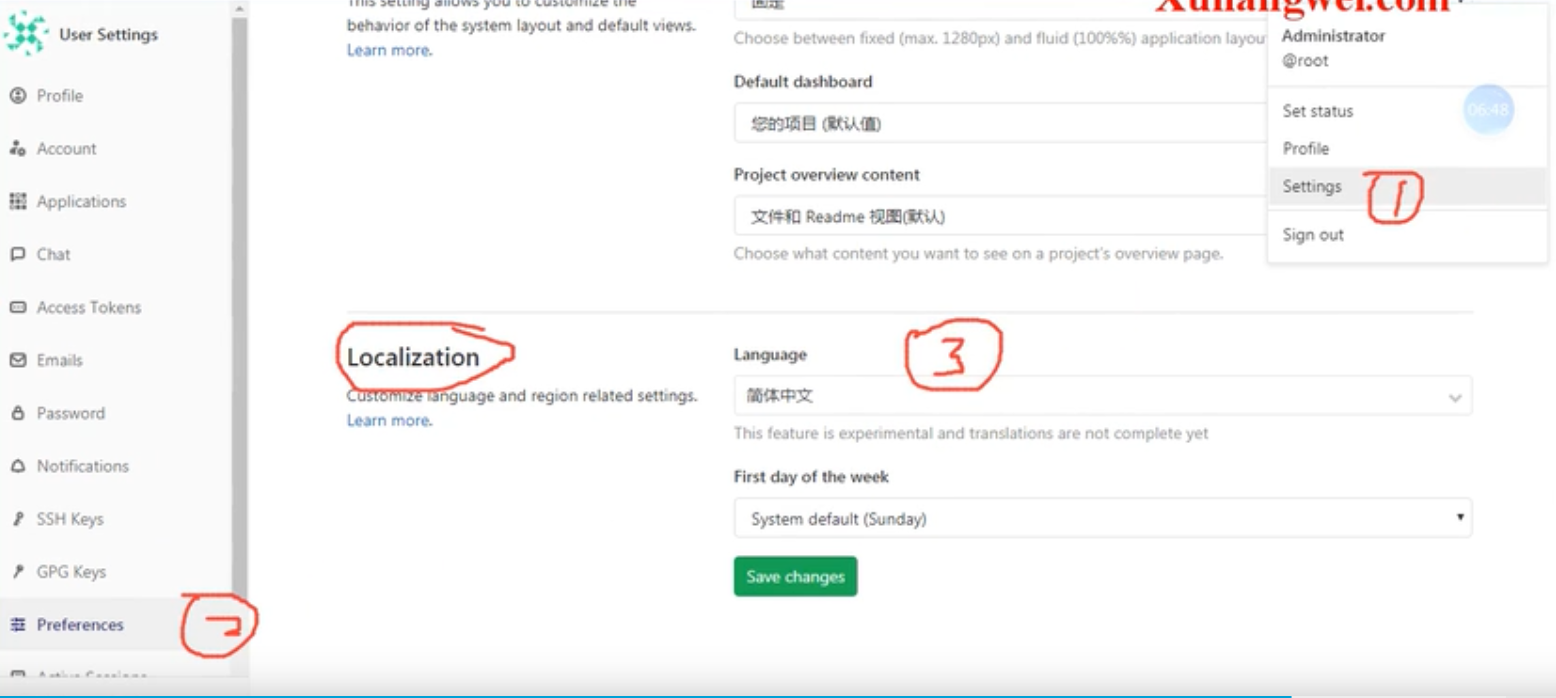 User Settings
Profile
Account
Applications
Chat
Access Tokens
Emails
Password
Notifications
SSH Keys
GPG Keys
Preferences
Active Sessions
This setting allows you to customize the
behavior of the system layout and default views.
Learn more.
固定
Choose between fixed (max. 1280px) and fluid (100%%) application layou
Default dashboard
您的项目 (默认值)
Project overview content
文件和 Readme 视图(默认)
Choose what content you want to see on a project's overview page.
Localization
Customize language and region related settings.
Learn more.
Language
3
简体中文
This feature is experimental and translations are not complete yet
First day of the week
System default (Sunday)
Save changes
Xuliangwei.com
Administrator
@root
Set status
06:48
Profile
Settings
1
Sign out
2